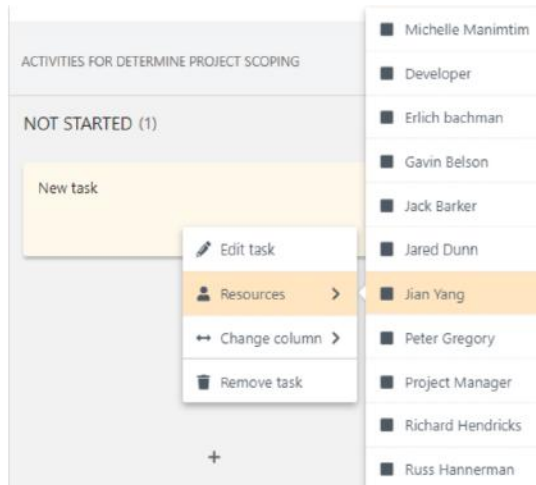 ACTIVITIES FOR DETERMINE PROJECT SCOPING
NOT STARTED (1)
New task
Edit task
Resources
Change column
Remove task
+
Michelle Manimtim
Developer
Erlich bachman
Gavin Belson
Jack Barker
Jared Dunn
Jian Yang
Peter Gregory
Project Manager
Richard Hendricks
Russ Hannerman